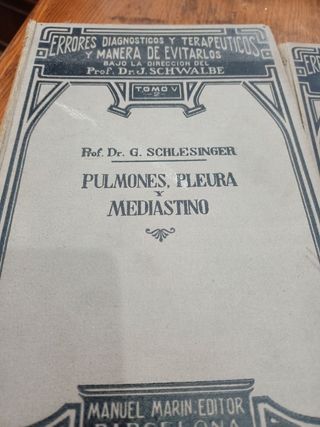 ERRORES DIAGNOSTICOS Y TERAPEUTICOS
Y MANERA DE EVITARLOS
BAJO LA DIRECCION DEL
Prof. Dr. J. SCHWALBE
TOMO V
Prof. Dr. G. SCHLESINGER
PULMONES, PLEURA
Y
MEDIASTINO
MANUEL MARIN-EDITOR
BARCELONA